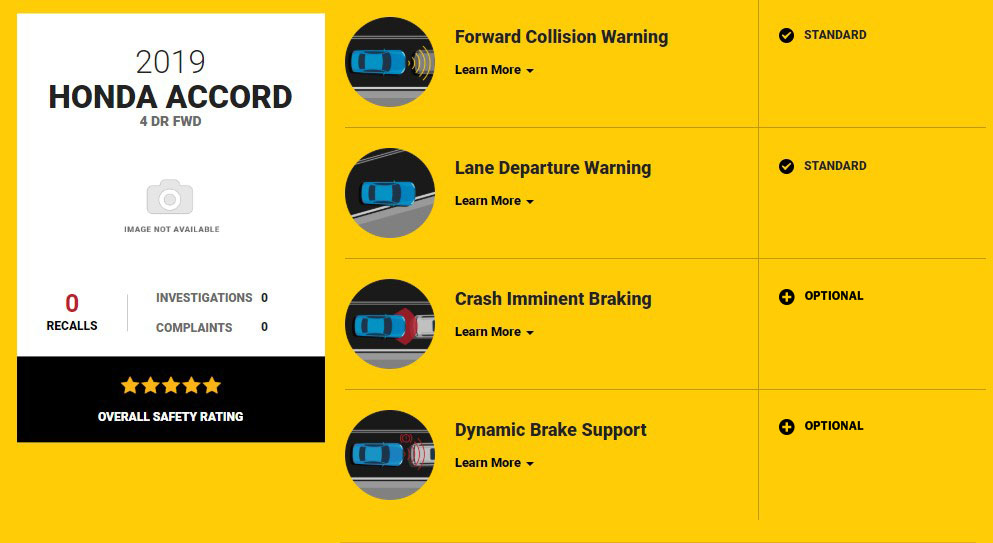 2019
HONDA ACCORD
4 DR FWD
IMAGE NOT AVAILABLE
0
RECALLS
INVESTIGATIONS 0
COMPLAINTS 0
OVERALL SAFETY RATING
Forward Collision Warning
Learn More
STANDARD
Lane Departure Warning
Learn More
STANDARD
Crash Imminent Braking
Learn More
OPTIONAL
Dynamic Brake Support
Learn More
OPTIONAL